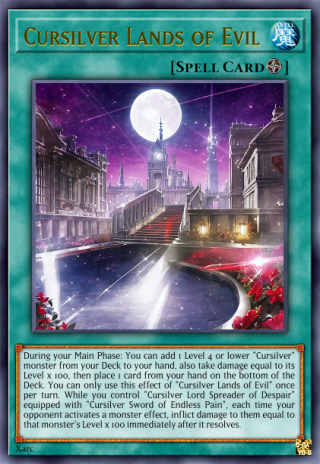 Cursilver Lands of Evil
[Spell Card]
During your Main Phase: You can add 1 Level 4 or lower "Cursilver"
monster from your Deck to your hand, also take damage equal to its
Level x 100, then place 1 card from your hand on the bottom of the
Deck. You can only use this effect of "Cursilver Lands of Evil" once
per turn. While you control "Cursilver Lord Spreader of Despair"
equipped with "Cursilver Sword of Endless Pain", each time your
opponent activates a monster effect, inflict damage to them equal to
that monster's Level x 100 immediately after it resolves.
Xarc